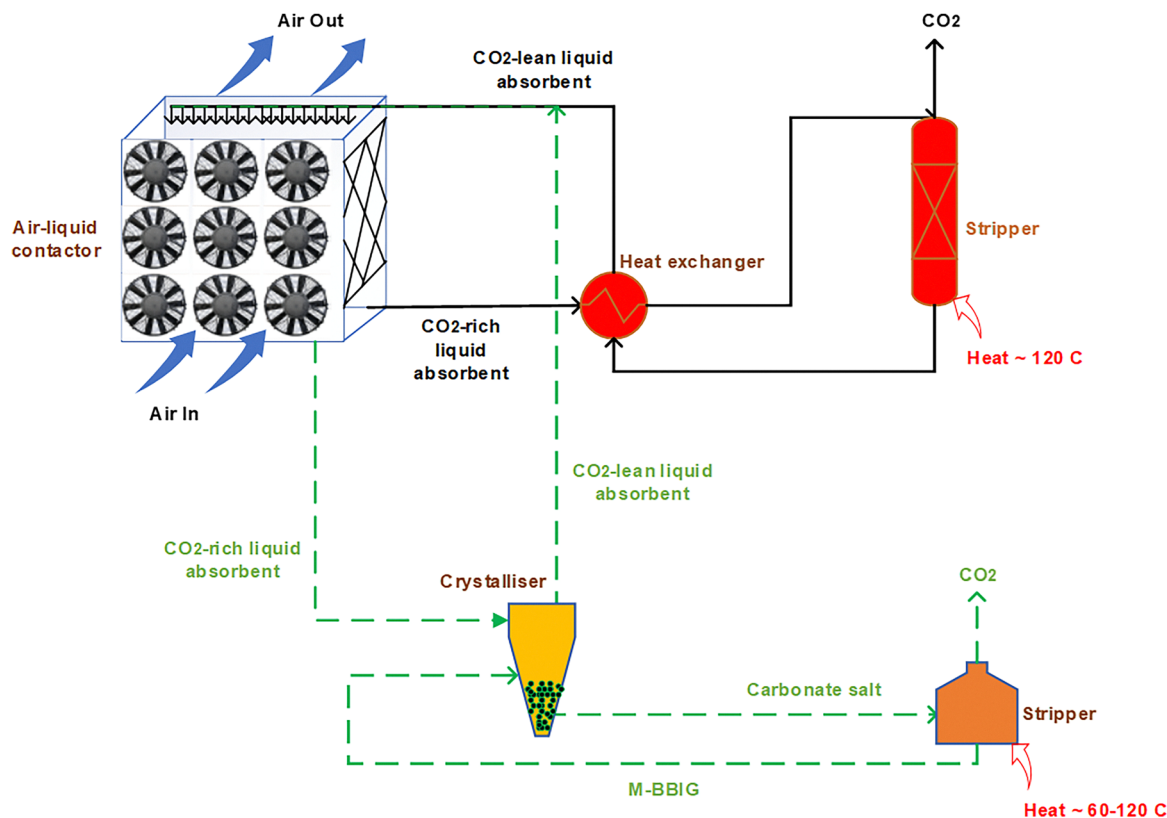 Air Out
CO2
CO2-lean liquid
absorbent
Air-liquid
contactor
Stripper
Heat exchanger
CO2-rich
liquid
absorbent
Heat ~ 120 C
Air In
CO2-lean liquid
absorbent
CO2-rich liquid
absorbent
Crystalliser
CO2
Carbonate salt
Stripper
M-BBIG
Heat ~ 60-120 C